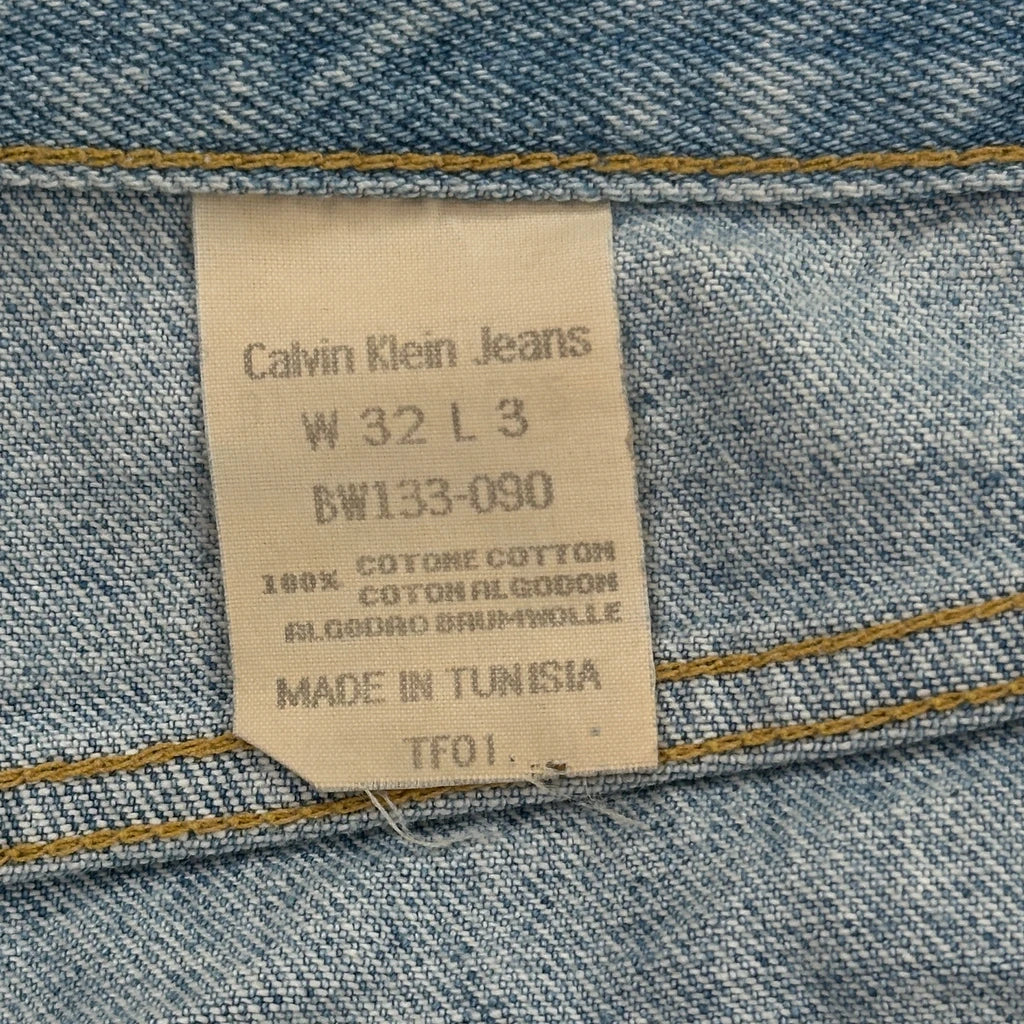 Calvin Klein Jeans
W 32 L 3
BW133-090
100% COTONE COTTON
COTON ALGODON
ALGODAO BAUMWOLLE
MADE IN TUNISIA
TF01